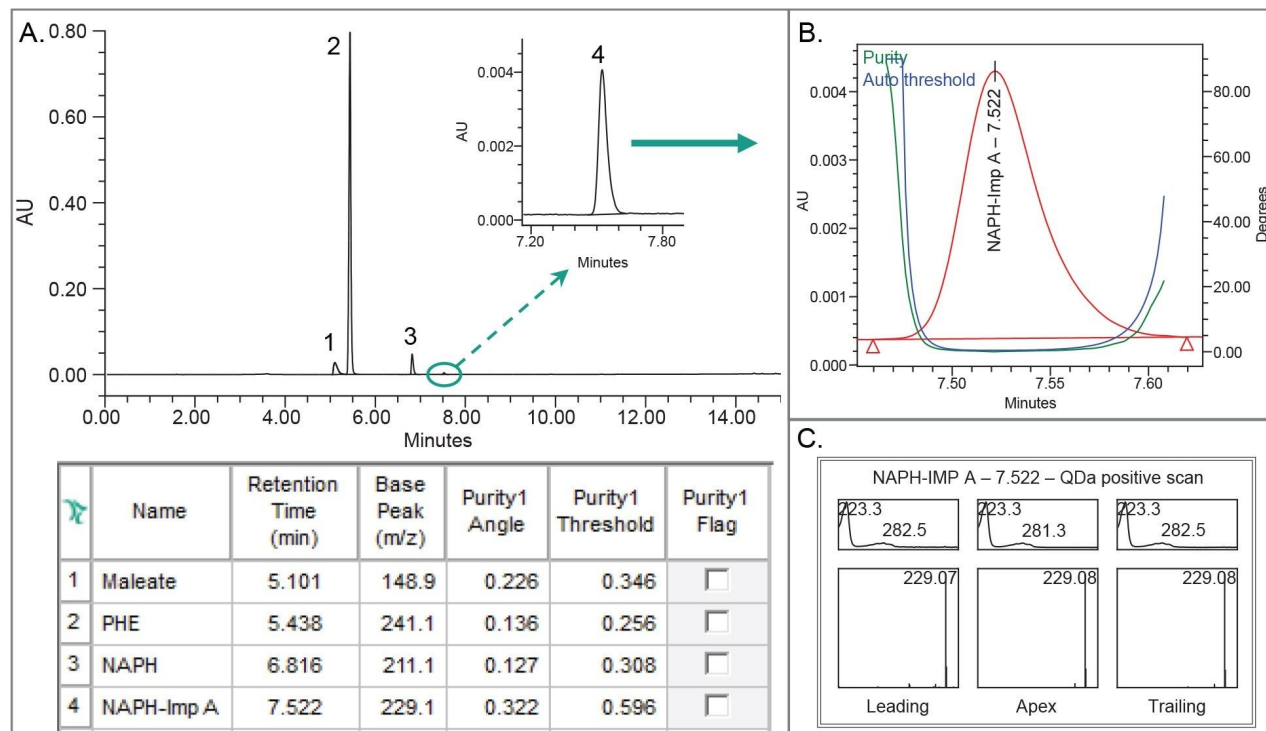 A.
0.80
0.60
0.40
0.20
0.00
AU
1
2
3
0.00 2.00 4.00 6.00 8.00 10.00 12.00 14.00
Minutes
4
0.004
0.002
0.000
AU
7.20 7.80
Minutes
Name Retention Time (min) Base Peak (m/z) Purity1 Angle Purity1 Threshold Purity1 Flag
1 Maleate 5.101 148.9 0.226 0.346
2 PHE 5.438 241.1 0.136 0.256
3 NAPH 6.816 211.1 0.127 0.308
4 NAPH-Imp A 7.522 229.1 0.322 0.596
B.
Purity
Auto threshold
NAPH-Imp A – 7.522
0.004
0.003
0.002
0.001
0.000
AU
80.00
60.00
40.00
20.00
0.00
Degrees
7.50 7.55 7.60
Minutes
C.
NAPH-IMP A – 7.522 – QDa positive scan
223.3 223.3 223.3
282.5 281.3 282.5
229.07 229.08 229.08
Leading Apex Trailing